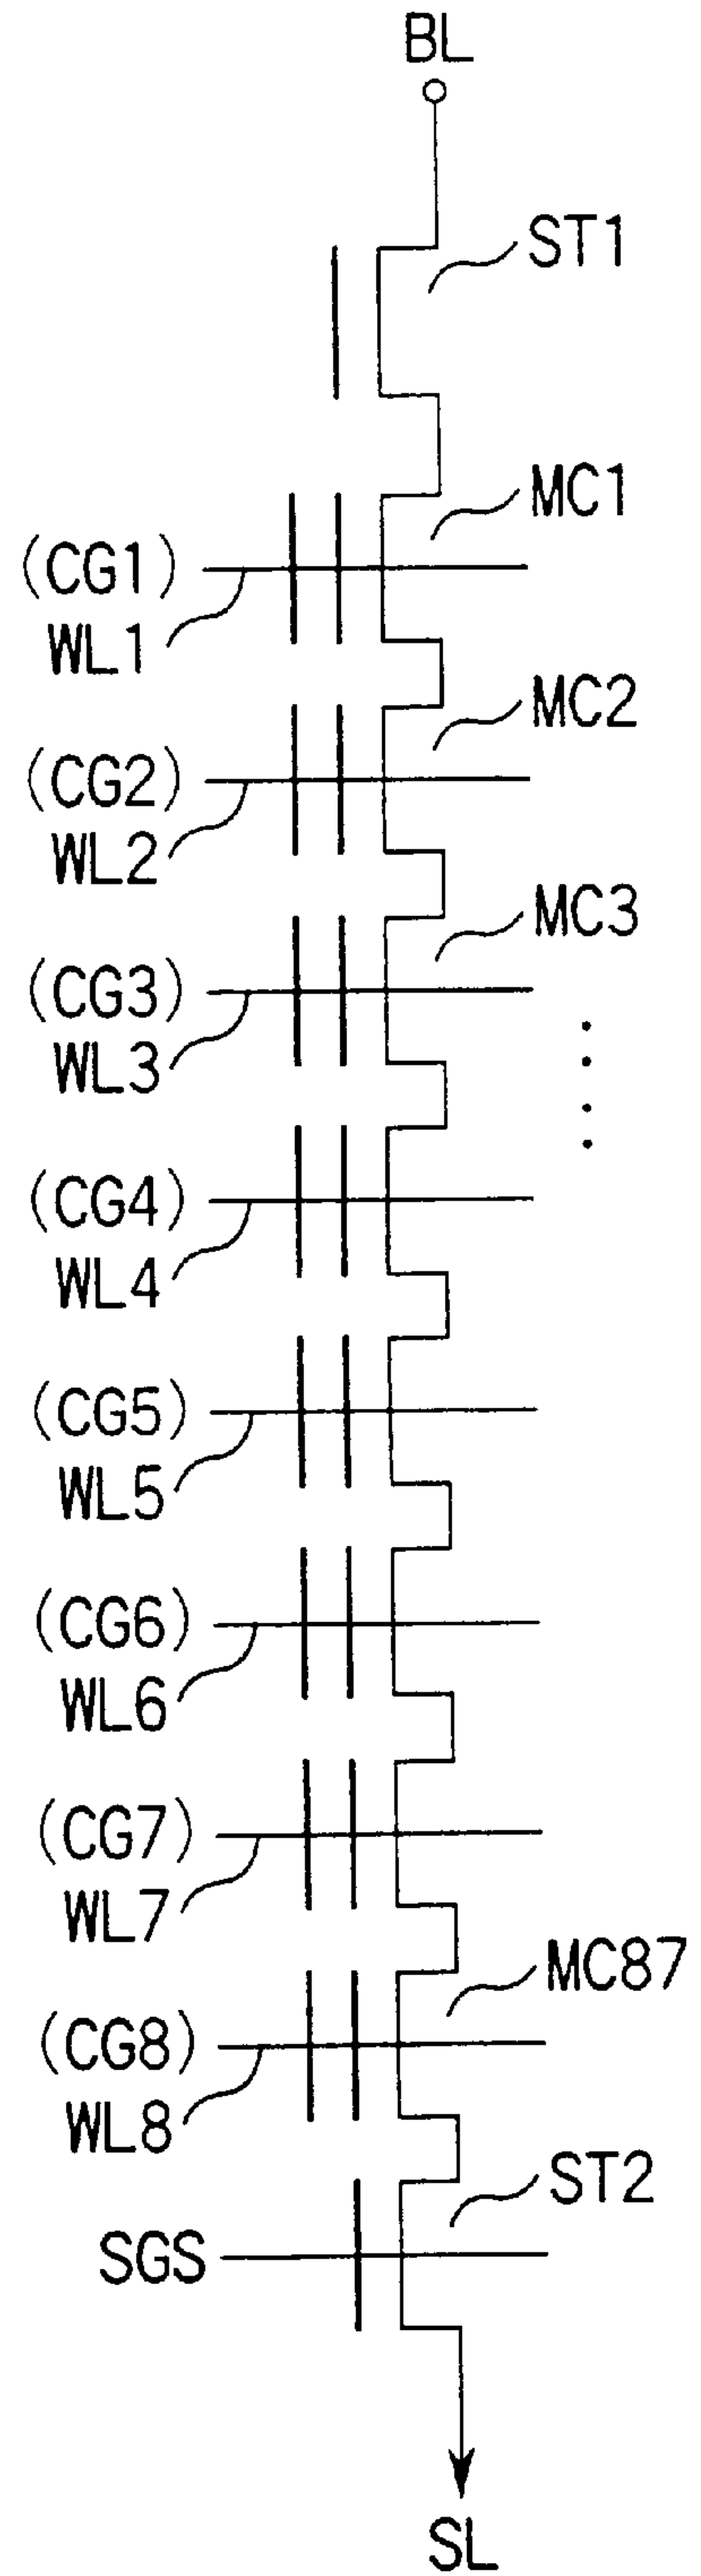 BL
ST1
MC1
(CG1)
WL1
MC2
(CG2)
WL2
MC3
(CG3)
WL3
(CG4)
WL4
(CG5)
WL5
(CG6)
WL6
(CG7)
WL7
MC87
(CG8)
WL8
ST2
SGS
SL